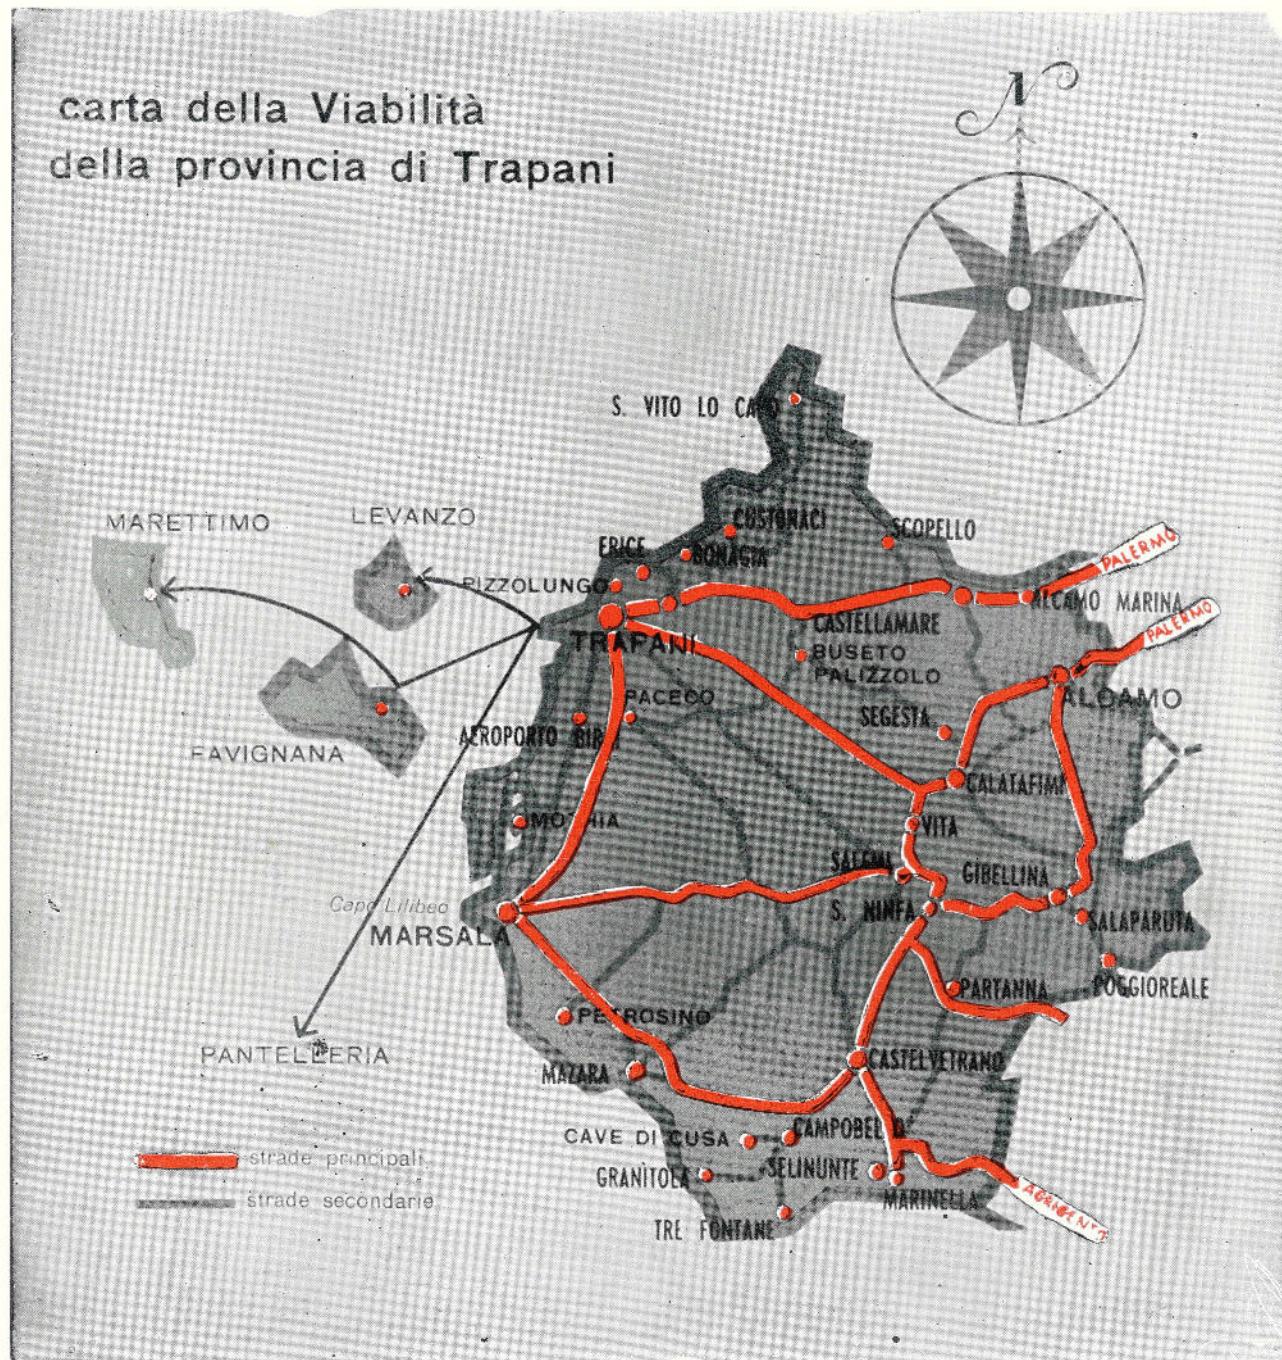 carta della Viabilità
della provincia di Trapani
N
S. VITO LO CAPO
MARETTIMO
LEVANZO
CUSTONACI
SCOPELLO
ERICE
BONAGIA
PALERMO
PIZZOLUNGO
ALCAMO MARINA
PALERMO
TRAPANI
CASTELLAMARE
BUSETO
PALIZZOLO
ALCAMO
PACECO
SEGESTA
AEROPORTO BIRGI
FAVIGNANA
CALATAFIMI
MOTHIA
VITA
SALEMI
GIBELLINA
Capo Lilibeo
MARSALA
S. NINFA
SALAPARUTA
PARTANNA
POGGIOREALE
PETROSINO
PANTELLERIA
MAZARA
CASTELVETRANO
CAVE DI CUSA
CAMPOBELLO
strade principali
GRANITOLA
SELINUNTE
MARINELLA
strade secondarie
TRE FONTANE
AGRIGENTO